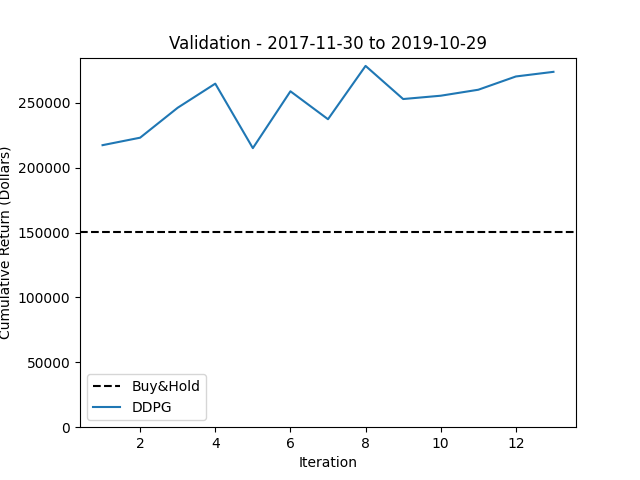 Validation - 2017-11-30 to 2019-10-29
250000
200000
150000
100000
50000
0
Cumulative Return (Dollars)
Buy&Hold
DDPG
2 4 6 8 10 12
Iteration